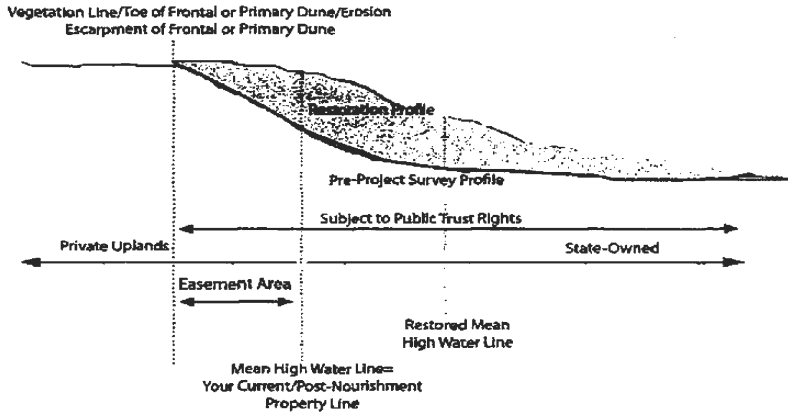 Vegetation Line/Toe of Frontal or Primary Dune/Erosion
Escarpment of Frontal or Primary Dune
Restoration Profile
Pre-Project Survey Profile
Subject to Public Trust Rights
Private Uplands
State-Owned
Easement Area
Restored Mean
High Water Line
Mean High Water Line=
Your Current/Post-Nourishment
Property Line